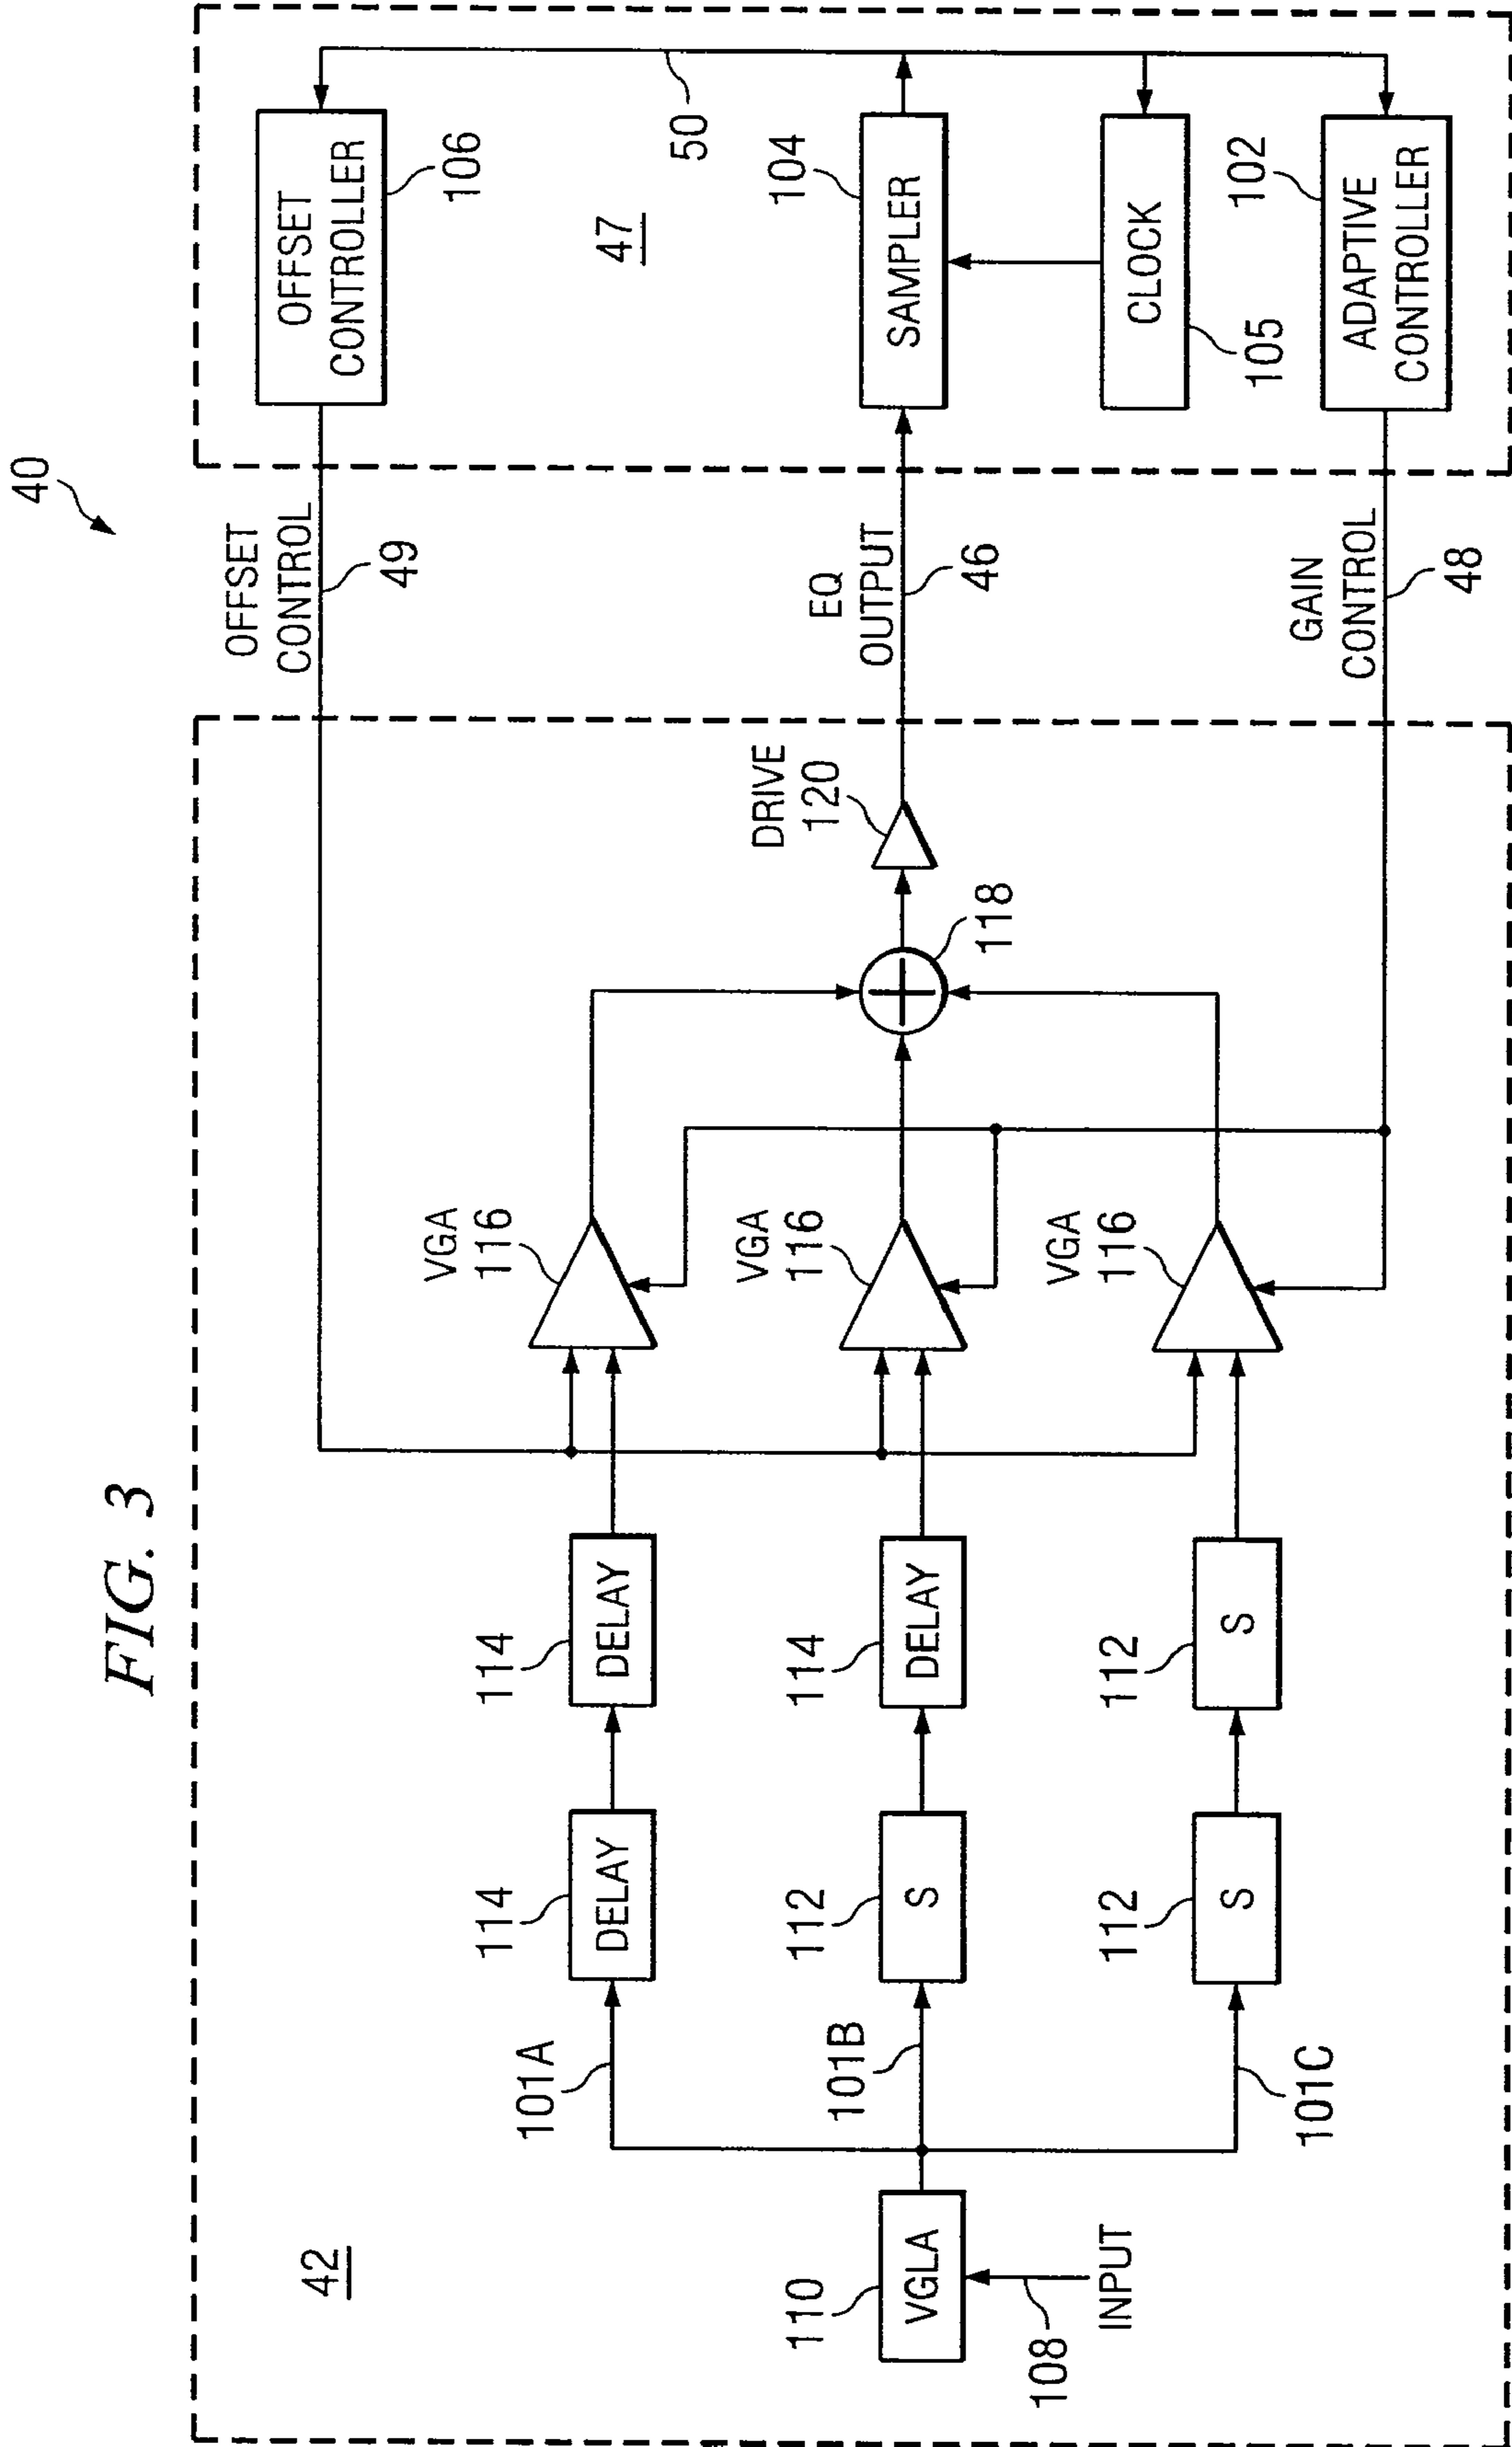 FIG. 3
40
42
OFFSET
CONTROL
49
OFFSET
CONTROLLER
106
47
50
101A
114
DELAY
114
DELAY
VGA
116
110
VGLA
108
INPUT
101B
112
S
114
DELAY
VGA
116
118
DRIVE
120
EQ
OUTPUT
46
104
SAMPLER
CLOCK
105
101C
112
S
112
S
VGA
116
GAIN
CONTROL
48
102
ADAPTIVE
CONTROLLER